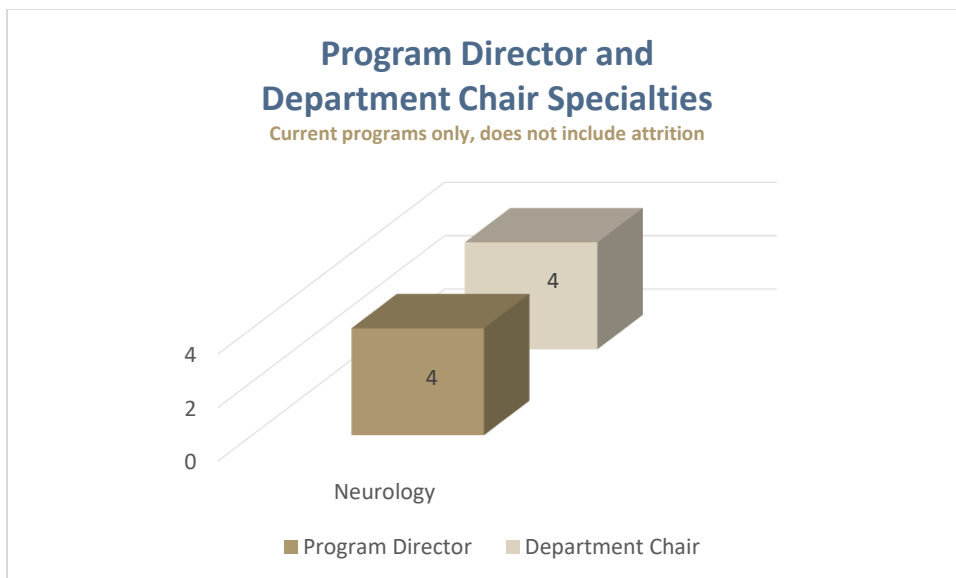 Program Director and
Department Chair Specialties
Current programs only, does not include attrition
4
4
4
2
0
Neurology
Program Director Department Chair